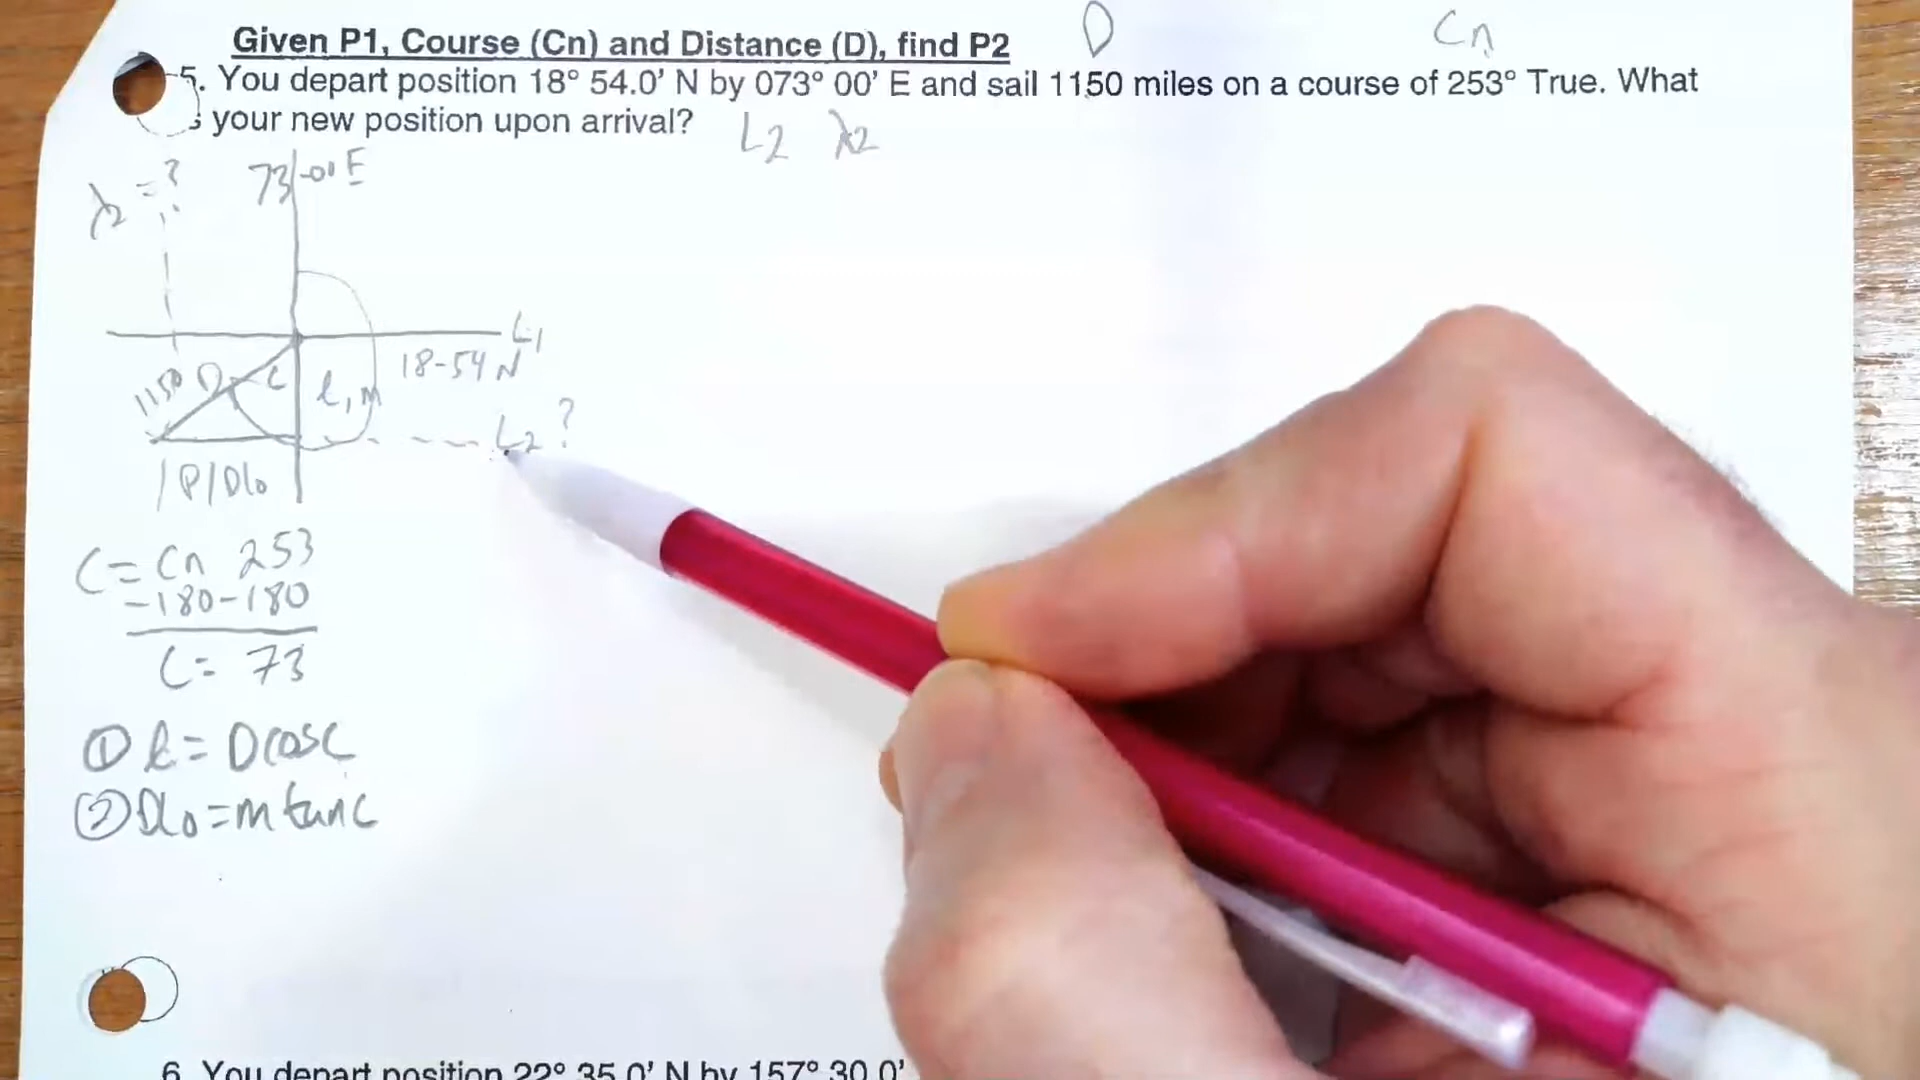 Given P1, Course (Cn) and Distance (D), find P2
D
Cn
5. You depart position 18° 54.0' N by 073° 00' E and sail 1150 miles on a course of 253° True. What
s your new position upon arrival?
L2 λ2
λ2 = ?
73-00 E
L1
18-54 N
1150 D C l, m
L2 ?
P/Dlo
C = Cn 253
-180-180
C = 73
① l = D cos C
② Dlo = m tan C
6. You depart position 22° 35.0' N by 157° 30.0'